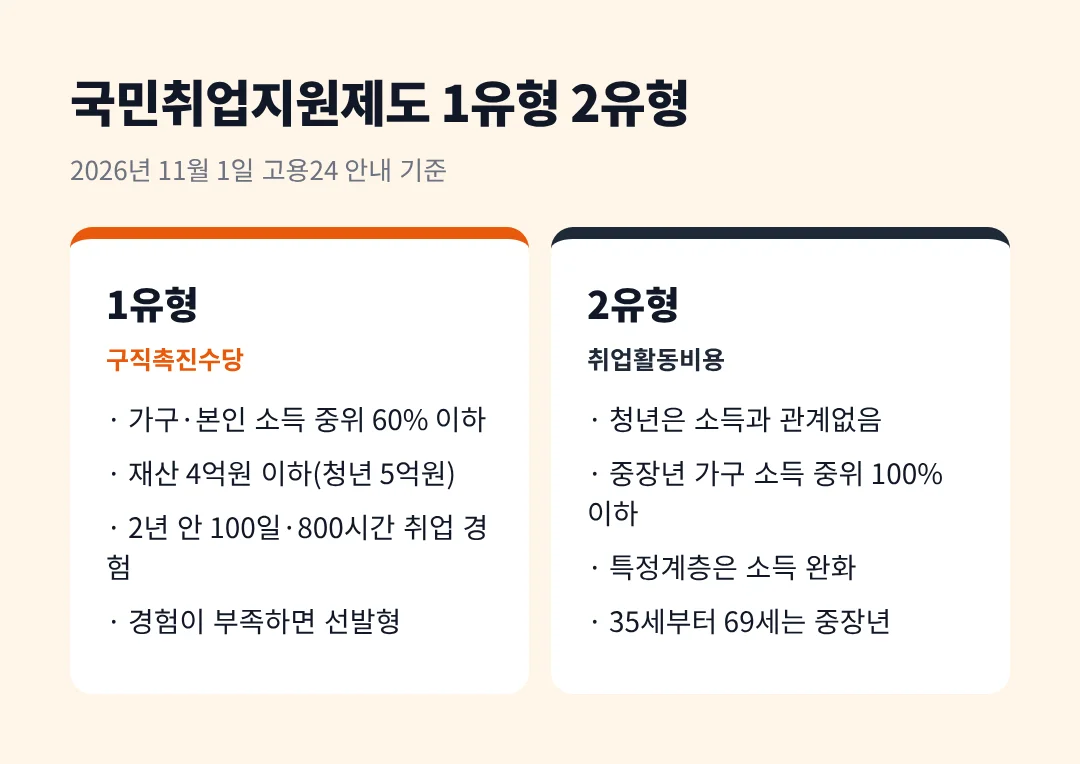 국민취업지원제도 1유형 2유형
2026년 11월 1일 고용24 안내 기준
1유형
구직촉진수당
· 가구·본인 소득 중위 60% 이하
· 재산 4억원 이하(청년 5억원)
· 2년 안 100일·800시간 취업 경
험
· 경험이 부족하면 선발형
2유형
취업활동비용
· 청년은 소득과 관계없음
· 중장년 가구 소득 중위 100%
이하
· 특정계층은 소득 완화
· 35세부터 69세는 중장년